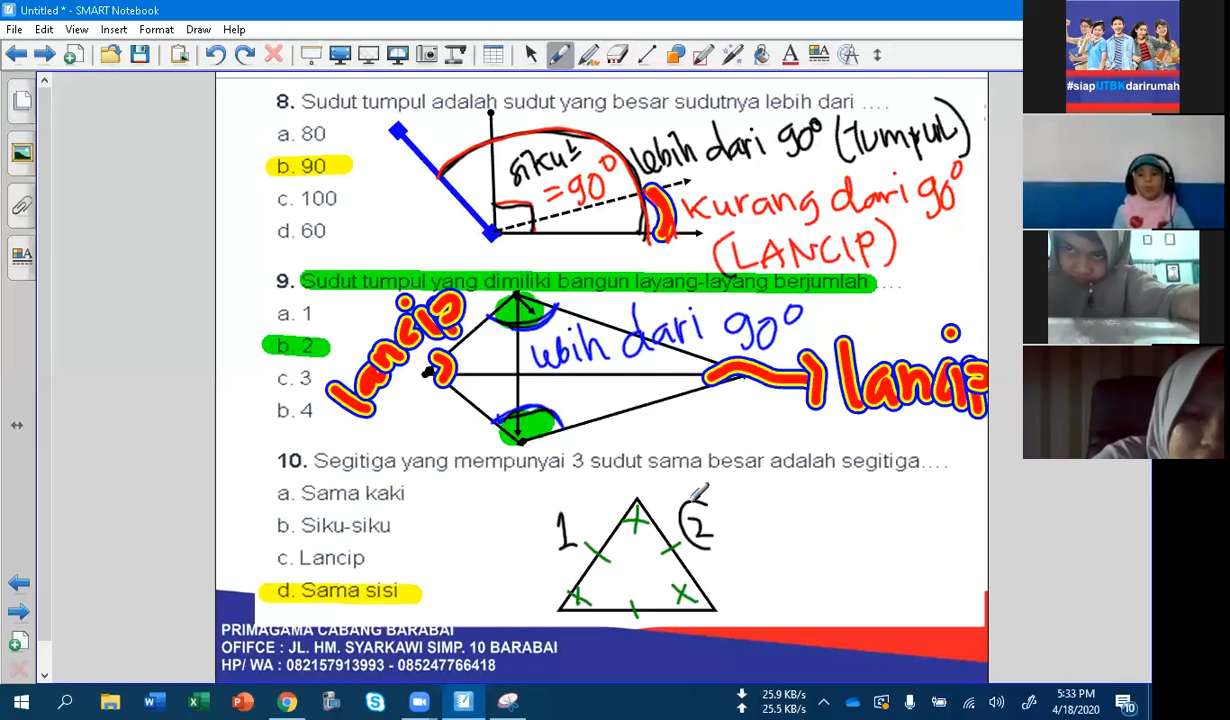 Untitled * - SMART Notebook
File Edit View Insert Format Draw Help
#siapUTBKdarirumah
8. Sudut tumpul adalah sudut yang besar sudutnya lebih dari ....
a. 80
b. 90
c. 100
d. 60
siku²
= 90°
lebih dari 90° (TUMPUL)
kurang dari 90°
(LANCIP)
9. Sudut tumpul yang dimiliki bangun layang-layang berjumlah ....
a. 1
b. 2
c. 3
b. 4
Lancip
lebih dari 90°
lancip
10. Segitiga yang mempunyai 3 sudut sama besar adalah segitiga....
a. Sama kaki
b. Siku-siku
c. Lancip
d. Sama sisi
1
2
PRIMAGAMA CABANG BARABAI
OFIFCE : JL. HM. SYARKAWI SIMP. 10 BARABAI
HP/ WA : 082157913993 - 085247766418
25.9 KB/s
25.5 KB/s
5:33 PM
4/18/2020
10